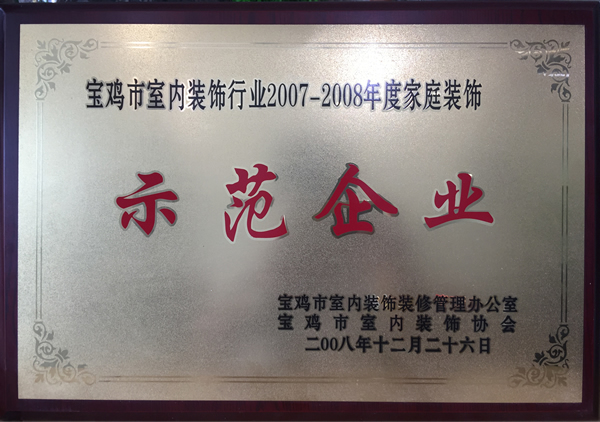 宝鸡市室内装饰行业2007-2008年度家庭装饰
示范企业
宝鸡市室内装饰装修管理办公室
宝鸡市室内装饰协会
二00八年十二月二十六日